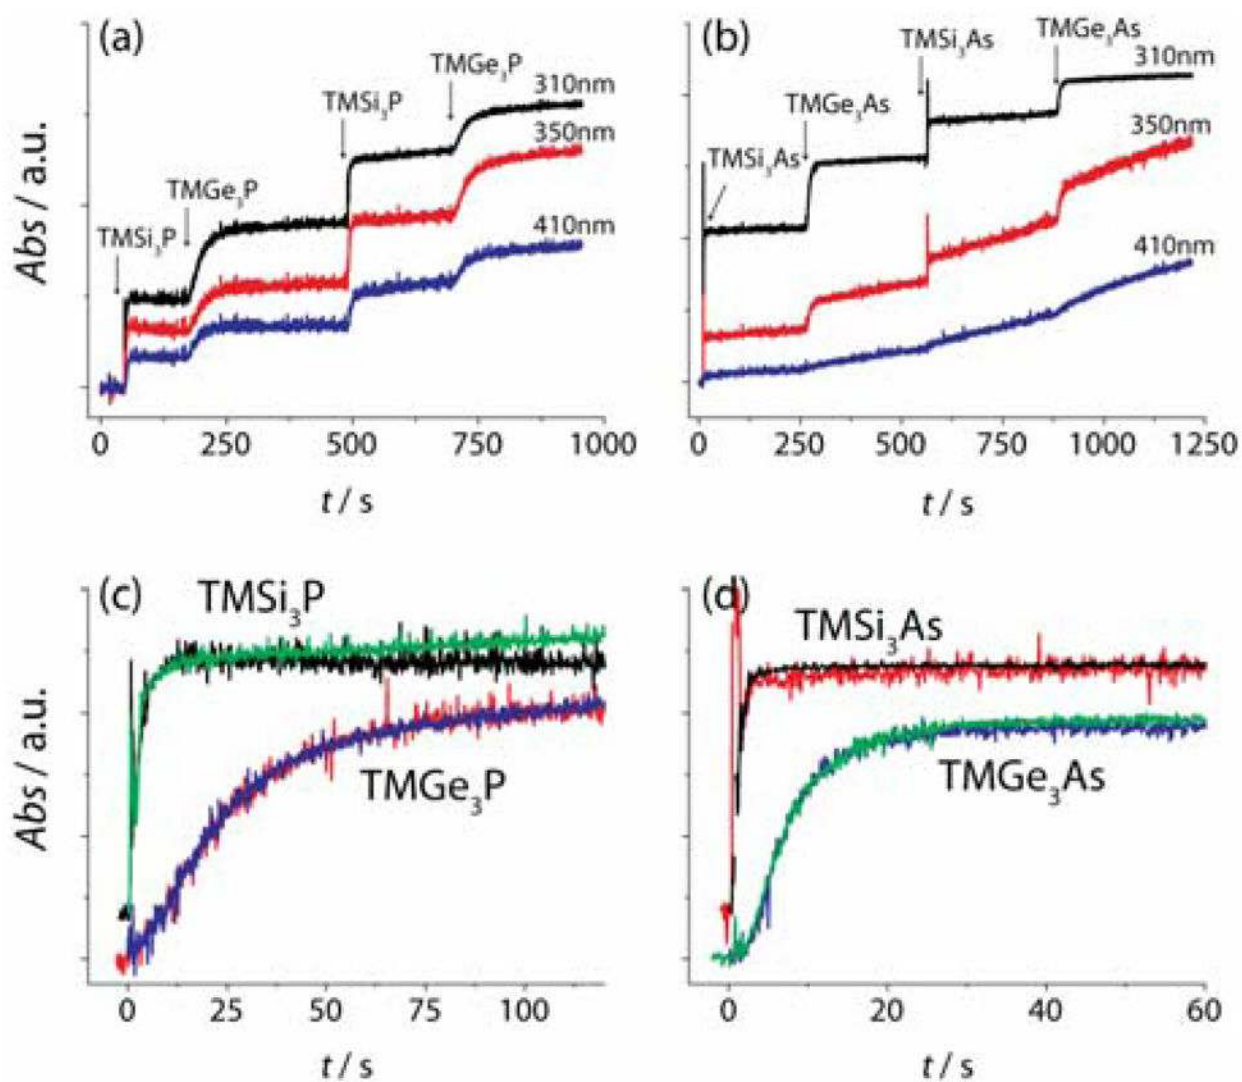 (a)
TMGe₃P
310nm
TMSi₃P
350nm
TMGe₃P
TMSi₃P
410nm
Abs / a.u.
0 250 500 750 1000
t / s
(b)
TMSi₃As
TMGe₃As
310nm
TMGe₃As
350nm
TMSi₃As
410nm
0 250 500 750 1000 1250
t / s
(c)
TMSi₃P
TMGe₃P
Abs / a.u.
0 25 50 75 100
t / s
(d)
TMSi₃As
TMGe₃As
0 20 40 60
t / s